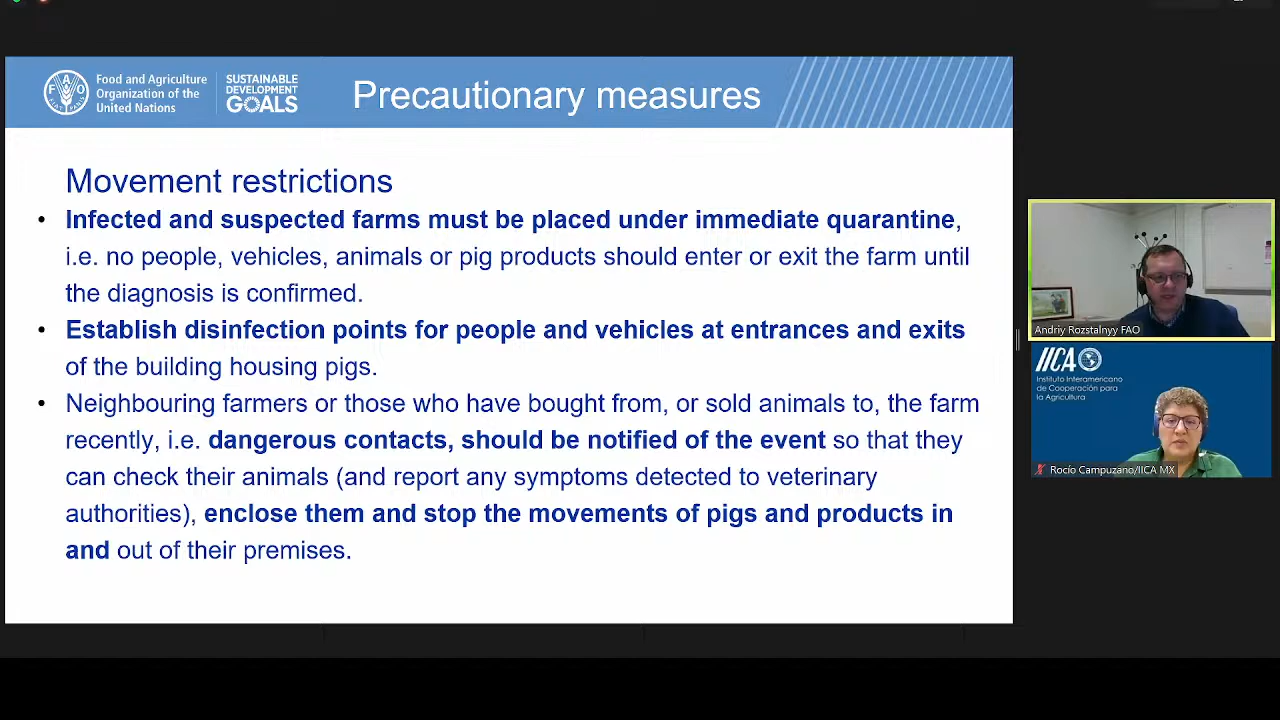 Food and Agriculture
Organization of the
United Nations
SUSTAINABLE
DEVELOPMENT
GOALS
Precautionary measures
Movement restrictions
• Infected and suspected farms must be placed under immediate quarantine,
i.e. no people, vehicles, animals or pig products should enter or exit the farm until
the diagnosis is confirmed.
• Establish disinfection points for people and vehicles at entrances and exits
of the building housing pigs.
• Neighbouring farmers or those who have bought from, or sold animals to, the farm
recently, i.e. dangerous contacts, should be notified of the event so that they
can check their animals (and report any symptoms detected to veterinary
authorities), enclose them and stop the movements of pigs and products in
and out of their premises.
Andriy Rozstalnyy FAO
IICA
Instituto Interamericano
de Cooperación para
la Agricultura
Rocío Campuzano/IICA MX